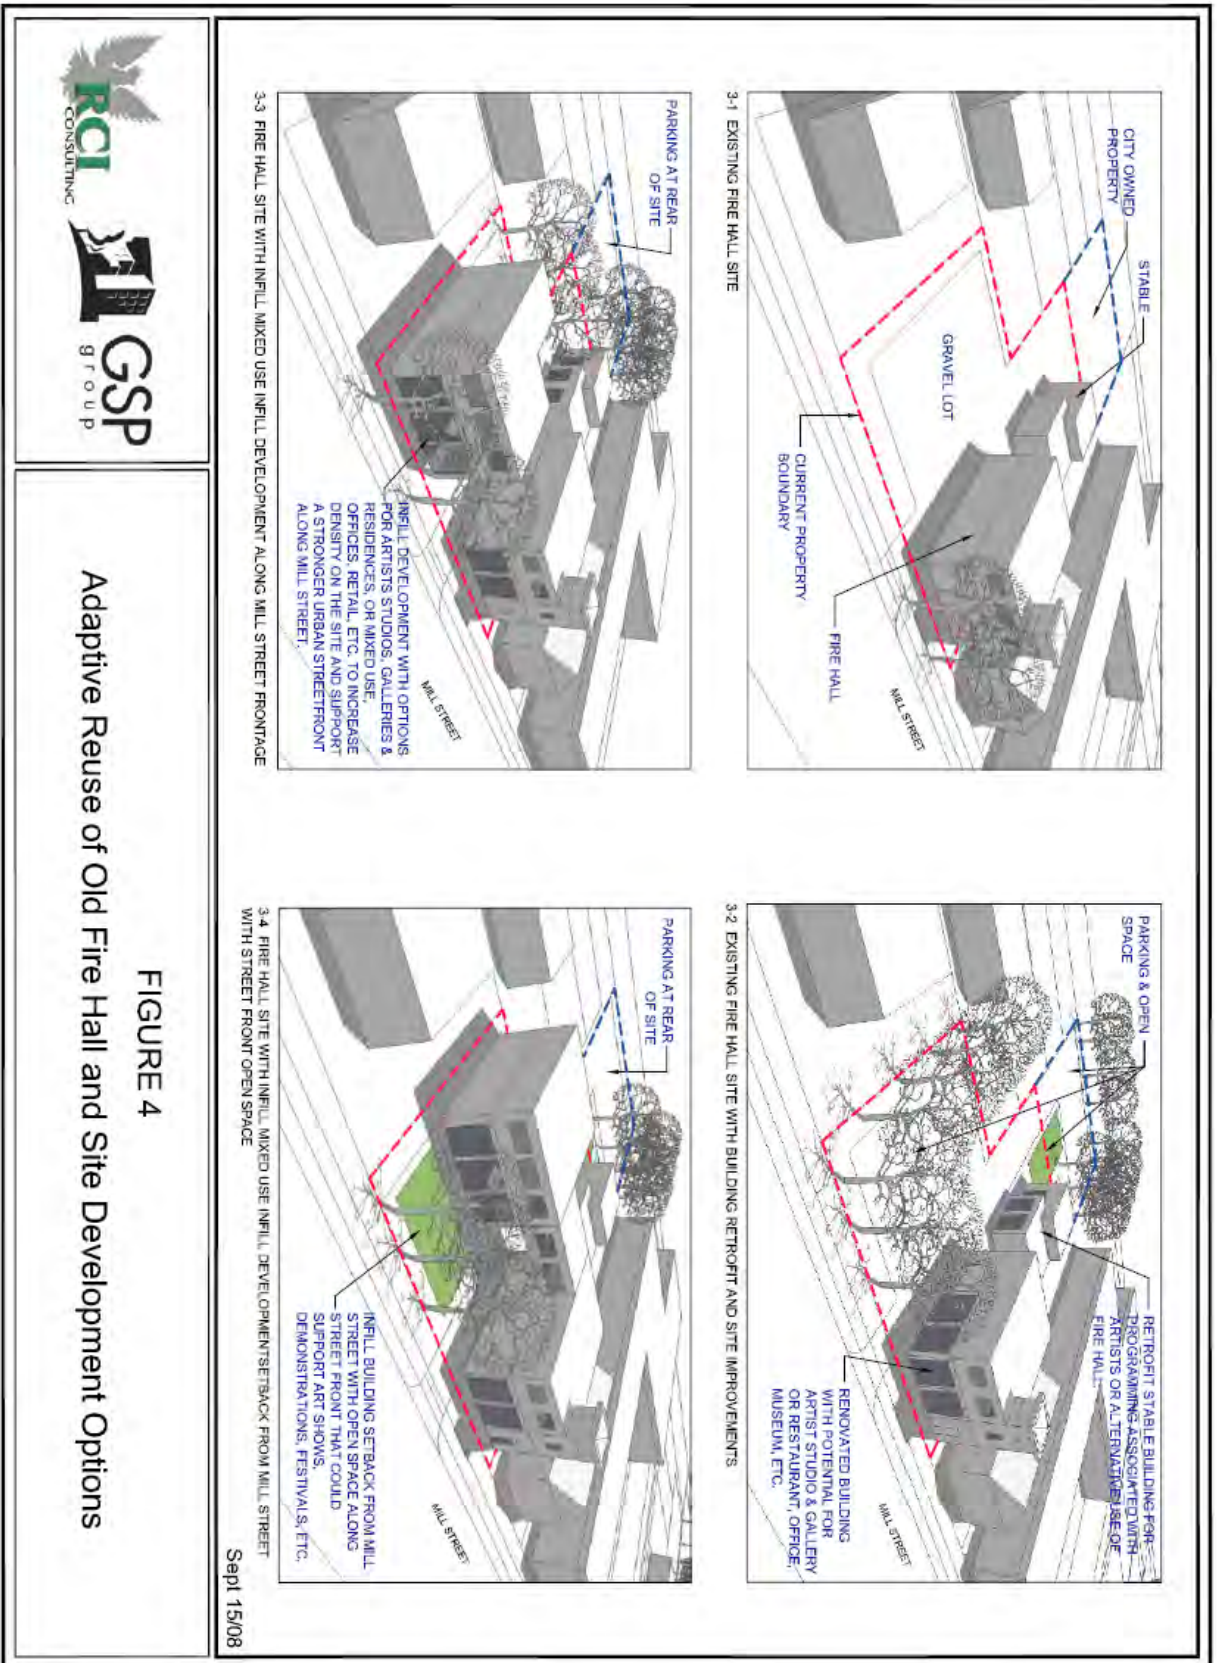 CITY OWNED
PROPERTY
STABLE
GRAVEL LOT
CURRENT PROPERTY
BOUNDARY
FIRE HALL
MILL STREET
3-1 EXISTING FIRE HALL SITE
PARKING & OPEN
SPACE
RETROFIT STABLE BUILDING FOR
PROGRAMMING ASSOCIATED WITH
ARTISTS OR ALTERNATIVE USE OF
FIRE HALL.
RENOVATED BUILDING
WITH POTENTIAL FOR
ARTIST STUDIO & GALLERY
OR RESTAURANT, OFFICE,
MUSEUM, ETC.
MILL STREET
3-2 EXISTING FIRE HALL SITE WITH BUILDING RETROFIT AND SITE IMPROVEMENTS
PARKING AT REAR
OF SITE
INFILL DEVELOPMENT WITH OPTIONS
FOR ARTISTS STUDIOS, GALLERIES &
RESIDENCES, OR MIXED USE,
OFFICES, RETAIL, ETC. TO INCREASE
DENSITY ON THE SITE AND SUPPORT
A STRONGER URBAN STREETFRONT
ALONG MILL STREET.
MILL STREET
3-3 FIRE HALL SITE WITH INFILL MIXED USE INFILL DEVELOPMENT ALONG MILL STREET FRONTAGE
PARKING AT REAR
OF SITE
INFILL BUILDING SETBACK FROM MILL
STREET WITH OPEN SPACE ALONG
STREET FRONT THAT COULD
SUPPORT ART SHOWS,
DEMONSTRATIONS, FESTIVALS, ETC.
MILL STREET
3-4 FIRE HALL SITE WITH INFILL MIXED USE INFILL DEVELOPMENTSETBACK FROM MILL STREET
WITH STREET FRONT OPEN SPACE
Sept 15/08
RCI
CONSULTING
GSP
group
FIGURE 4
Adaptive Reuse of Old Fire Hall and Site Development Options